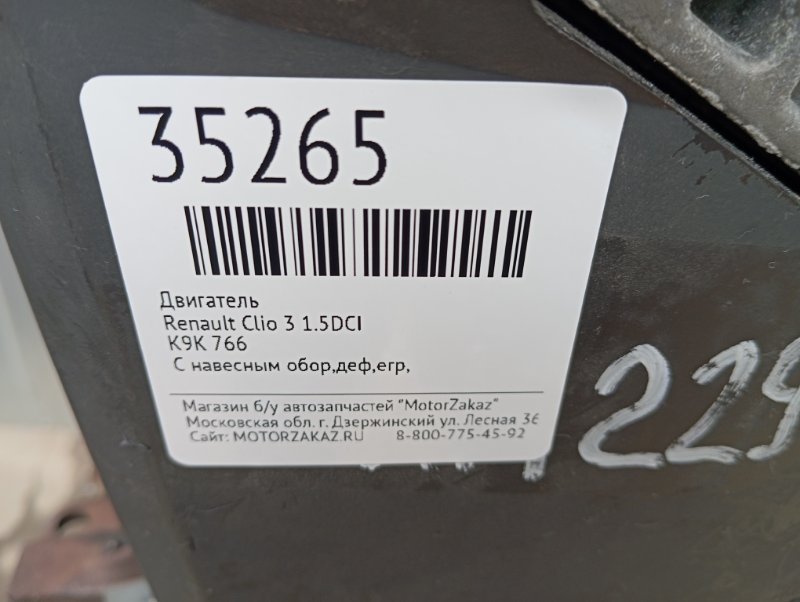 35265
Двигатель
Renault Clio 3 1.5DCI
K9K 766
С навесным обор,деф,егр,
Магазин б/у автозапчастей "MotorZakaz"
Московская обл. г. Дзержинский ул. Лесная 36
Сайт: MOTORZAKAZ.RU 8-800-775-45-92
229